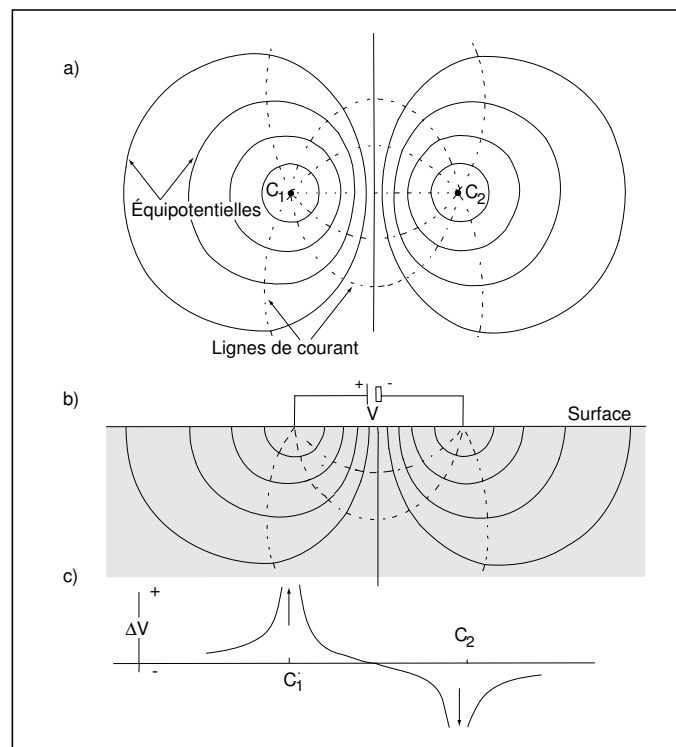 a)
C1
C2
Équipotentielles
Lignes de courant
b)
+ -
V
Surface
c)
+
ΔV
-
C1
C2